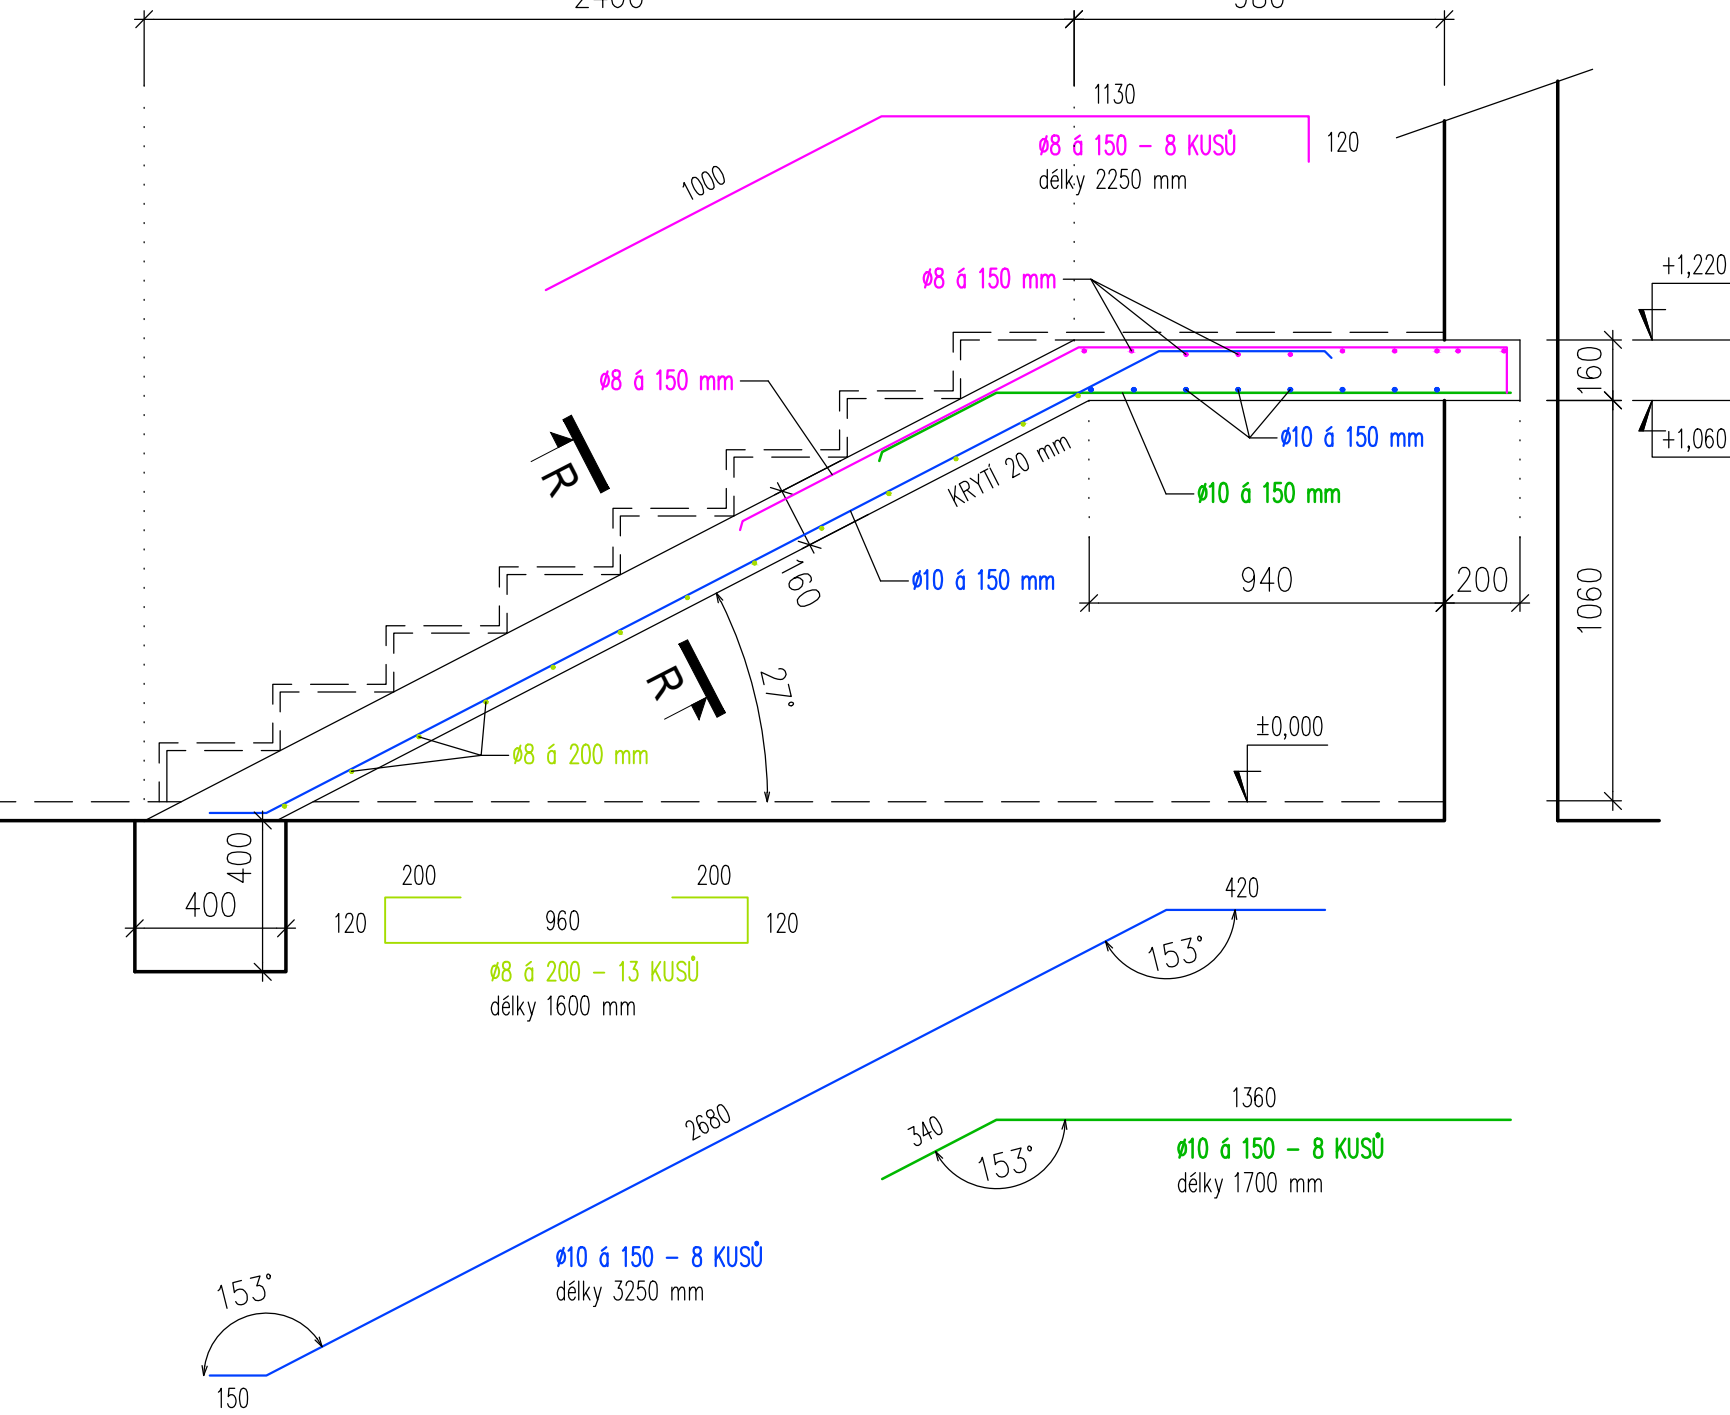 1130
ø8 á 150 – 8 KUSŮ
120
délky 2250 mm
1000
+1,220
ø8 á 150 mm
160
ø8 á 150 mm
+1,060
ø10 á 150 mm
R
KRYTÍ 20 mm
ø10 á 150 mm
160
ø10 á 150 mm
940
200
1060
R
27°
±0,000
ø8 á 200 mm
400
400
200
200
120
960
120
ø8 á 200 – 13 KUSŮ
délky 1600 mm
420
153°
2680
340
1360
153°
ø10 á 150 – 8 KUSŮ
délky 1700 mm
ø10 á 150 – 8 KUSŮ
délky 3250 mm
153°
150